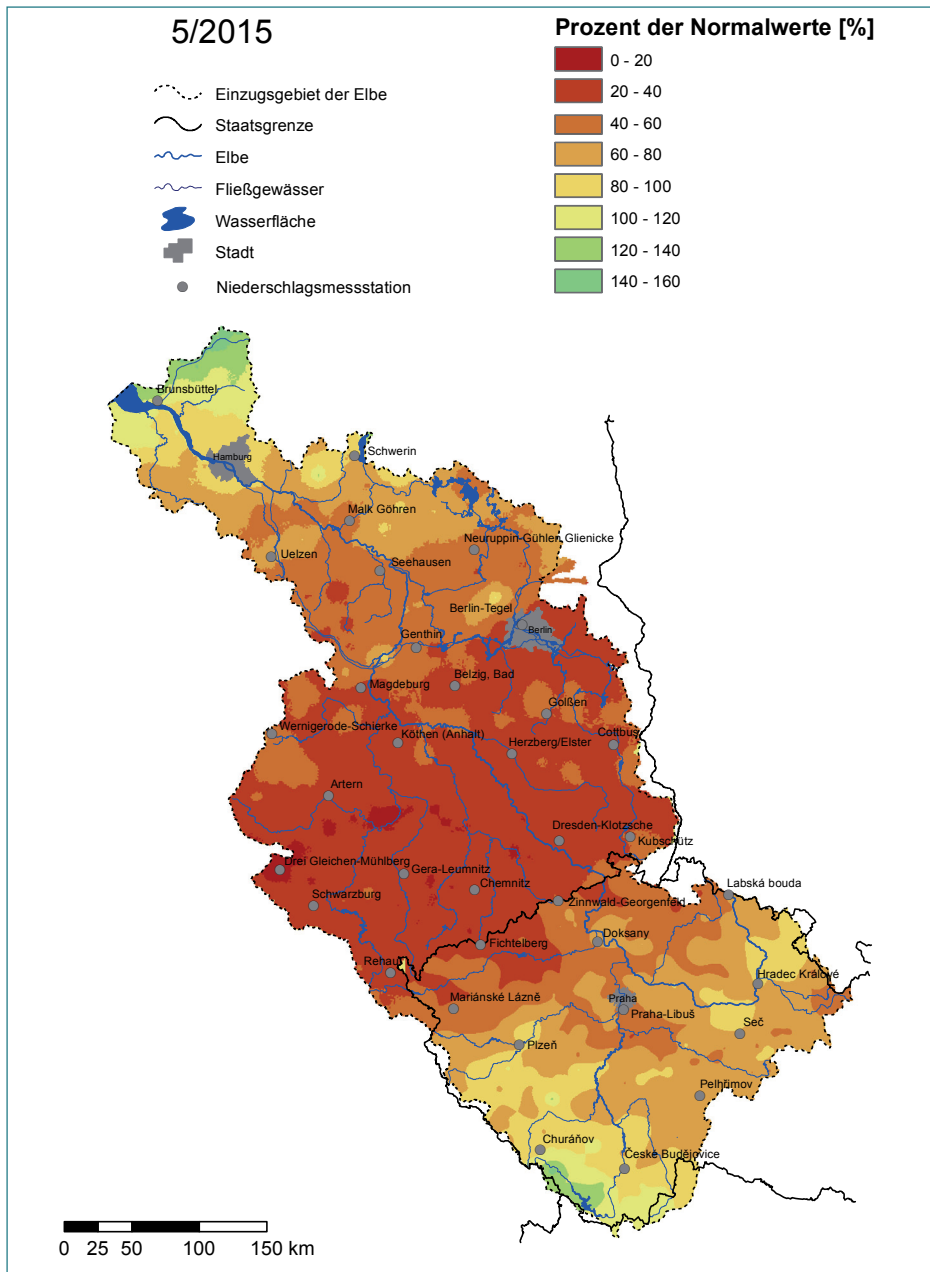 5/2015
Einzugsgebiet der Elbe
Staatsgrenze
Elbe
Fließgewässer
Wasserfläche
Stadt
Niederschlagsmessstation
Prozent der Normalwerte [%]
0 - 20
20 - 40
40 - 60
60 - 80
80 - 100
100 - 120
120 - 140
140 - 160
Brunsbüttel
Hamburg
Schwerin
Malk Göhren
Neuruppin-Gühlen, Glienicke
Uelzen
Seehausen
Berlin-Tegel
Berlin
Genthin
Magdeburg
Belzig, Bad
Golßen
Wernigerode-Schierke
Köthen (Anhalt)
Herzberg/Elster
Cottbus
Artern
Dresden-Klotzsche
Kubschütz
Drei Gleichen-Mühlberg
Gera-Leumnitz
Chemnitz
Labská bouda
Schwarzburg
Zinnwald-Georgenfeld
Fichtelberg
Doksany
Rehau
Hradec Králové
Mariánské Lázně
Praha
Praha-Libuš
Seč
Plzeň
Pelhřimov
Churáňov
České Budějovice
0 25 50 100 150 km